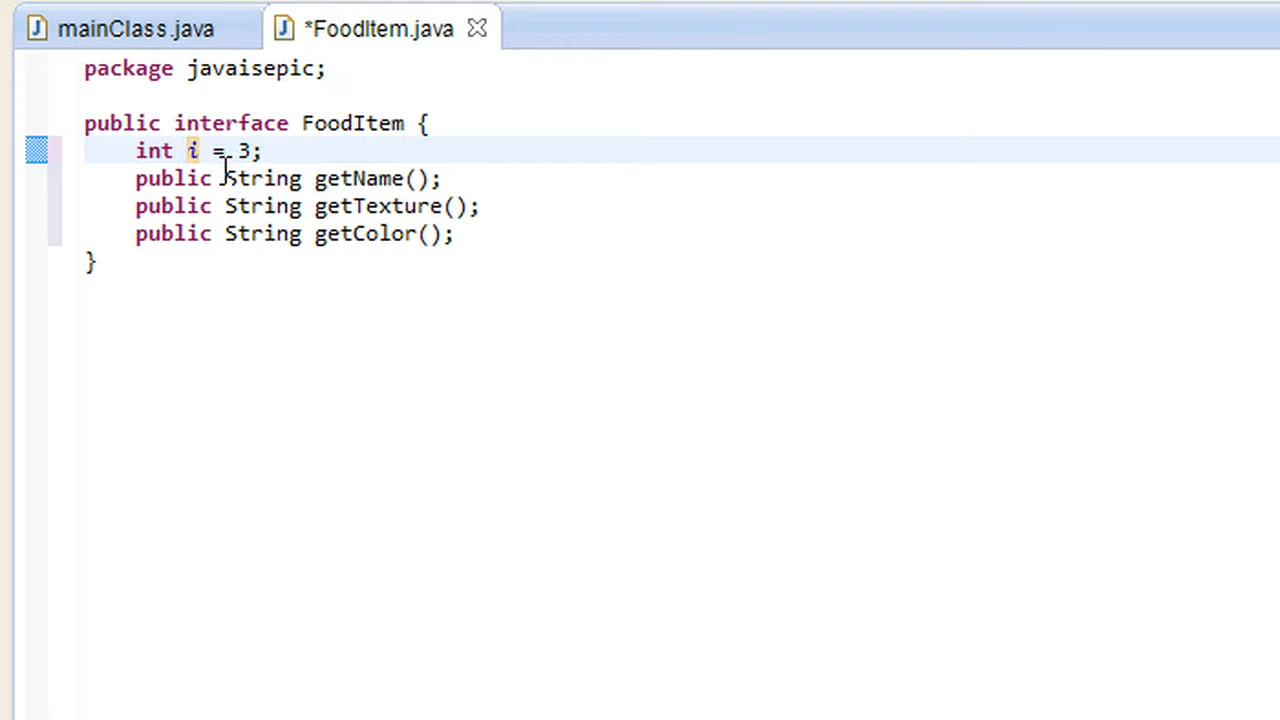 mainClass.java
*FoodItem.java
package javaisepic;
public interface FoodItem {
int i = 3;
public String getName();
public String getTexture();
public String getColor();
}